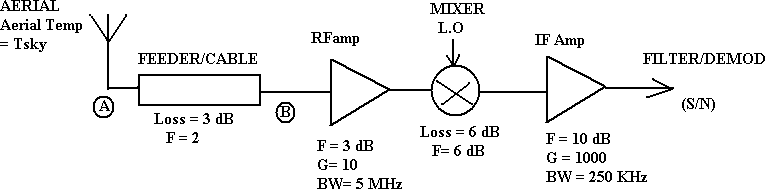 AERIAL
Aerial Temp
= Tsky
FEEDER/CABLE
Loss = 3 dB
F = 2
A
B
RFamp
F = 3 dB
G= 10
BW= 5 MHz
MIXER
L.O
Loss = 6 dB
F= 6 dB
IF Amp
F = 10 dB
G = 1000
BW = 250 KHz
FILTER/DEMOD
(S/N)